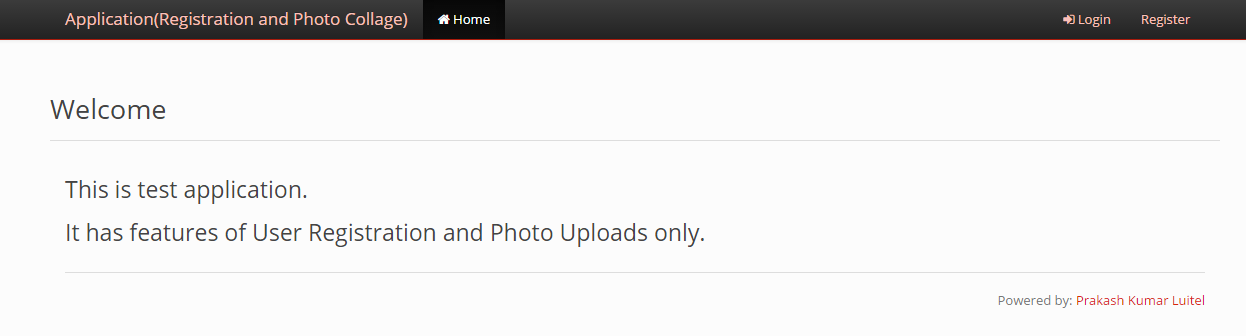 Application(Registration and Photo Collage) Home Login Register
Welcome
This is test application.
It has features of User Registration and Photo Uploads only.
Powered by: Prakash Kumar Luitel